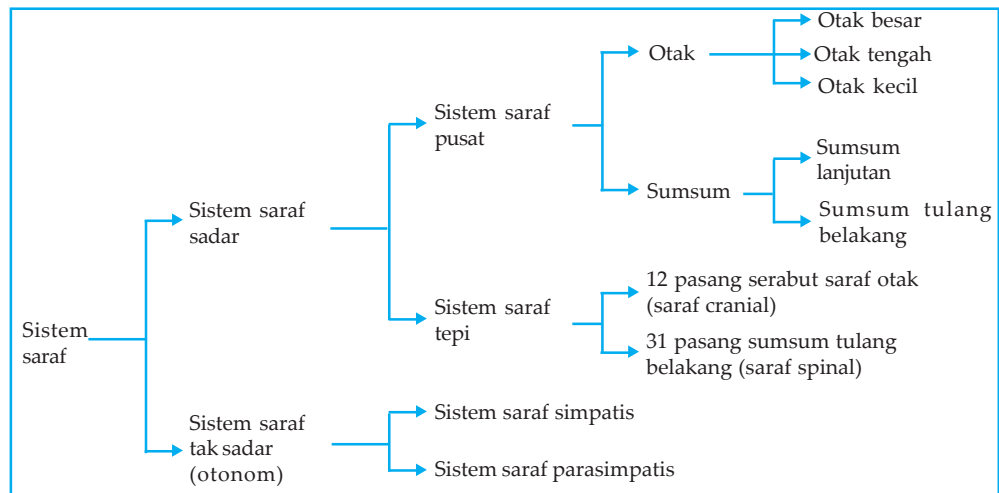 Otak besar
Otak
Otak tengah
Otak kecil
Sistem saraf
pusat
Sumsum
lanjutan
Sumsum
Sumsum tulang
belakang
Sistem saraf
sadar
12 pasang serabut saraf otak
(saraf cranial)
Sistem saraf
tepi
31 pasang sumsum tulang
belakang (saraf spinal)
Sistem
saraf
Sistem saraf
tak sadar
(otonom)
Sistem saraf simpatis
Sistem saraf parasimpatis